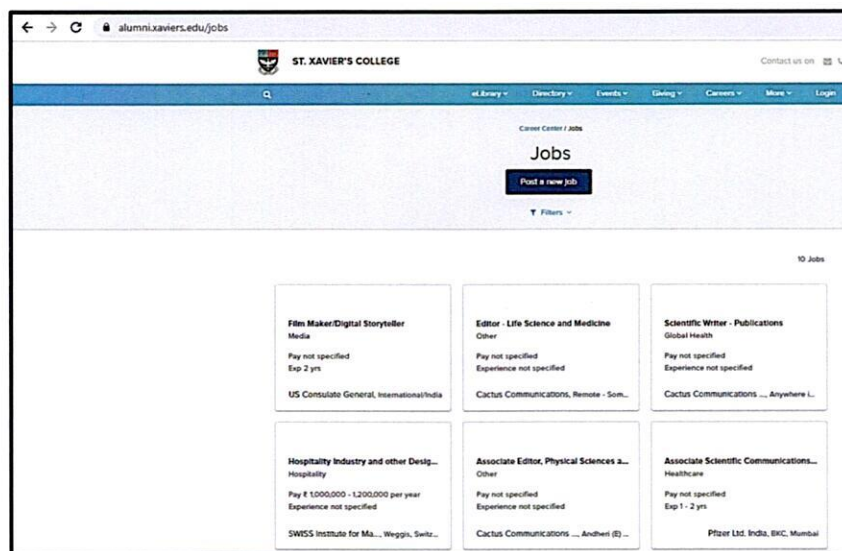 alumni.xaviers.edu/jobs
ST. XAVIER'S COLLEGE
Contact us on
eLibrary
Directory
Events
Giving
Careers
More
Login
Career Center / Jobs
Jobs
Post a new job
Filters
10 Jobs
Film Maker/Digital Storyteller
Media
Pay not specified
Exp 2 yrs
US Consulate General, International/India
Editor - Life Science and Medicine
Other
Pay not specified
Experience not specified
Cactus Communications, Remote - Som...
Scientific Writer - Publications
Global Health
Pay not specified
Experience not specified
Cactus Communications ..., Anywhere i...
Hospitality Industry and other Desig...
Hospitality
Pay ₹ 1,000,000 - 1,200,000 per year
Experience not specified
SWISS Institute for Ma..., Weggis, Switz...
Associate Editor, Physical Sciences a...
Other
Pay not specified
Experience not specified
Cactus Communications ..., Andheri (E) ...
Associate Scientific Communications...
Healthcare
Pay not specified
Exp 1 - 2 yrs
Pfizer Ltd. India, BKC, Mumbai